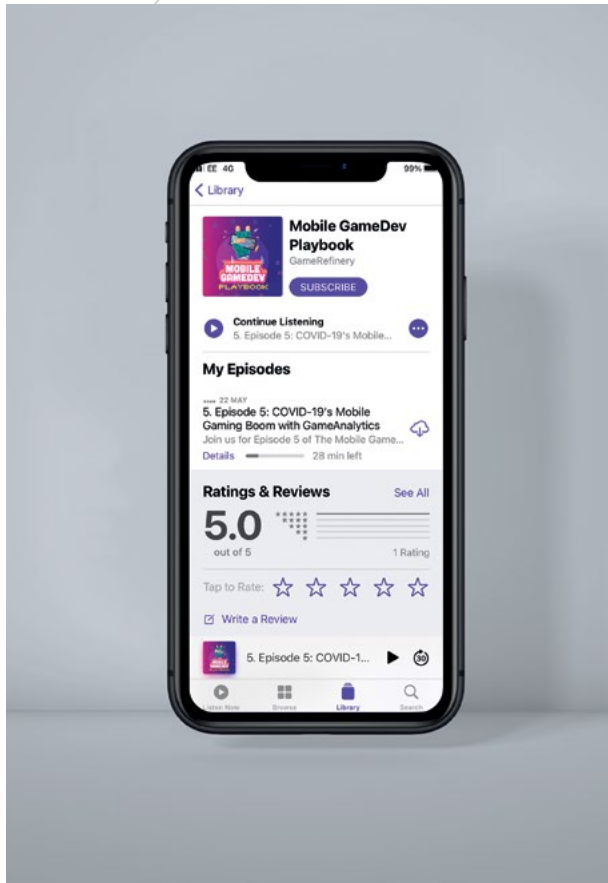 EE 4G 99%
Library
MOBILE
GAMEDEV
PLAYBOOK
Mobile GameDev
Playbook
GameRefinery
SUBSCRIBE
Continue Listening
5. Episode 5: COVID-19's Mobile...
My Episodes
22 MAY
5. Episode 5: COVID-19's Mobile
Gaming Boom with GameAnalytics
Join us for Episode 5 of The Mobile Game...
Details 28 min left
Ratings & Reviews See All
5.0
out of 5 1 Rating
Tap to Rate:
Write a Review
5. Episode 5: COVID-1... 30
Listen Now Browse Library Search